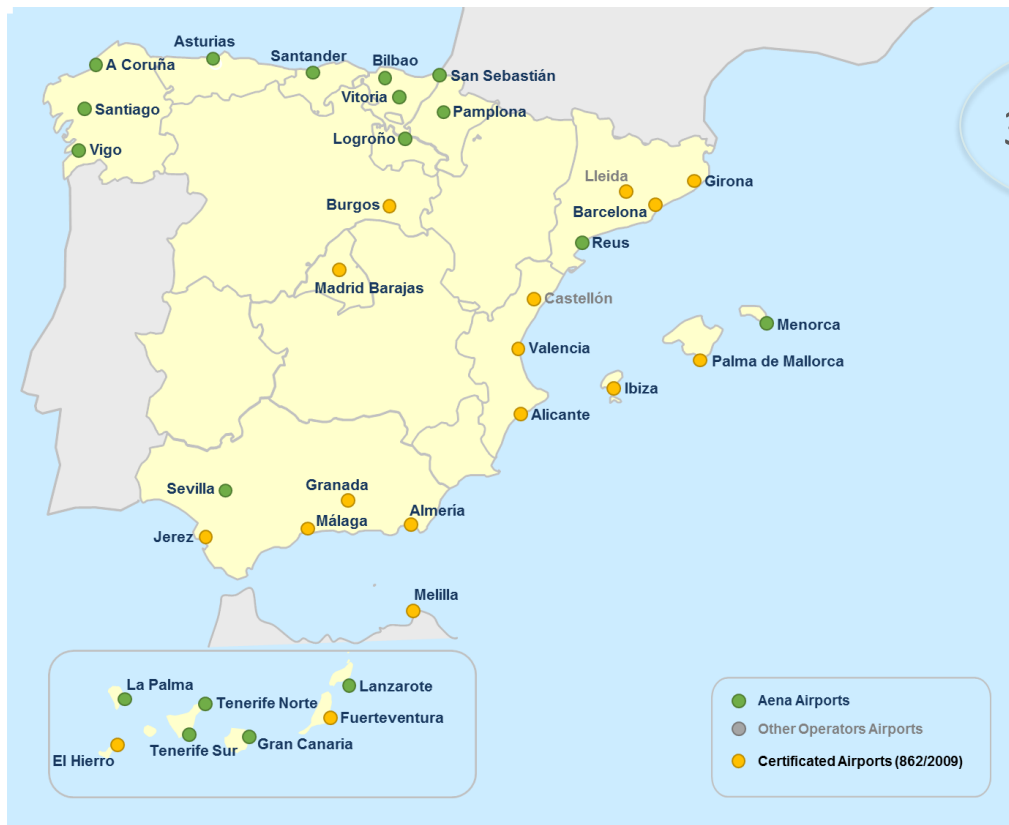 Asturias
Santander
Bilbao
A Coruña
San Sebastián
Vitoria
Santiago
Pamplona
Logroño
Vigo
Lleida
Girona
Burgos
Barcelona
Reus
Madrid Barajas
Castellón
Menorca
Valencia
Palma de Mallorca
Ibiza
Alicante
Granada
Sevilla
Almería
Málaga
Jerez
Melilla
La Palma
Lanzarote
Tenerife Norte
Fuerteventura
Gran Canaria
Tenerife Sur
El Hierro
Aena Airports
Other Operators Airports
Certificated Airports (862/2009)